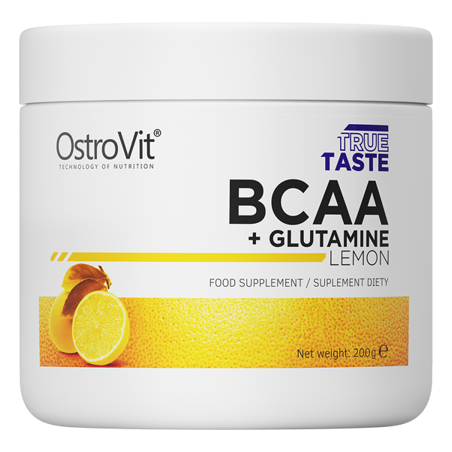 OstroVit®
TECHNOLOGY OF NUTRITION
TRUE
TASTE
BCAA
+ GLUTAMINE
LEMON
FOOD SUPPLEMENT / SUPLEMENT DIETY
Net weight: 200g ℮